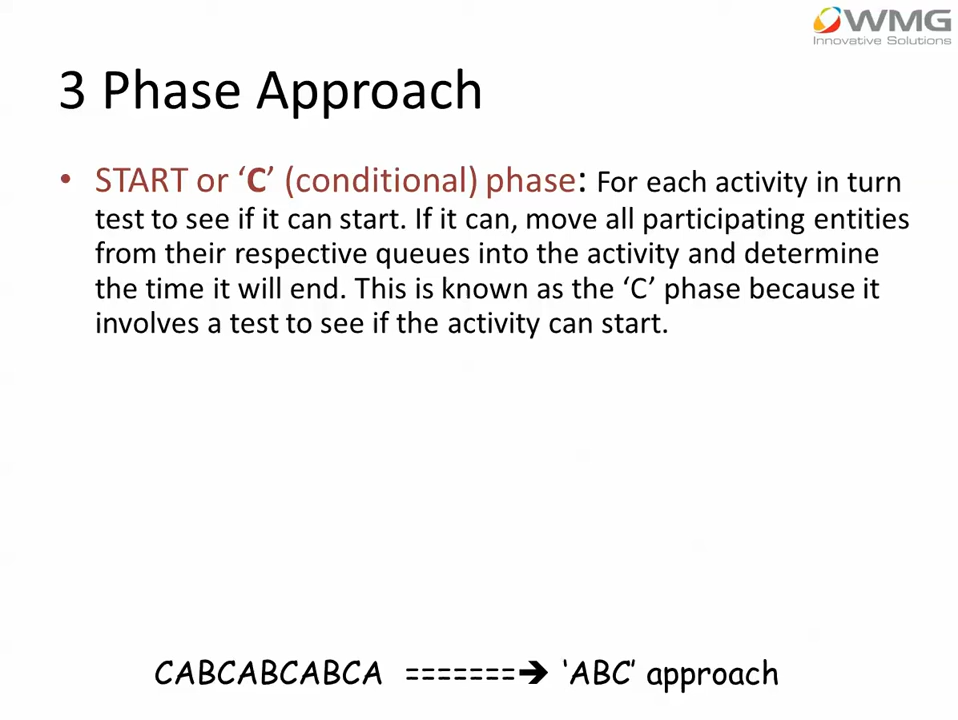 WMG
Innovative Solutions
3 Phase Approach
• START or ‘C’ (conditional) phase: For each activity in turn
test to see if it can start. If it can, move all participating entities
from their respective queues into the activity and determine
the time it will end. This is known as the ‘C’ phase because it
involves a test to see if the activity can start.
CABCABCABCA =======➔ ‘ABC’ approach